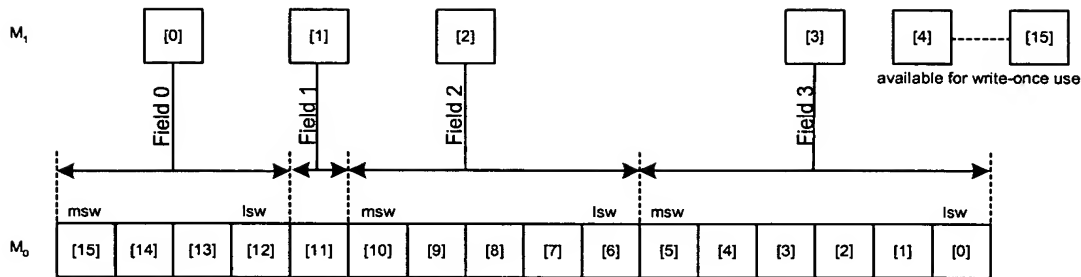 M1 [0] [1] [2] [3] [4] [15]
available for write-once use
Field 0 Field 1 Field 2 Field 3
msw lsw msw lsw msw lsw
M0 [15] [14] [13] [12] [11] [10] [9] [8] [7] [6] [5] [4] [3] [2] [1] [0]